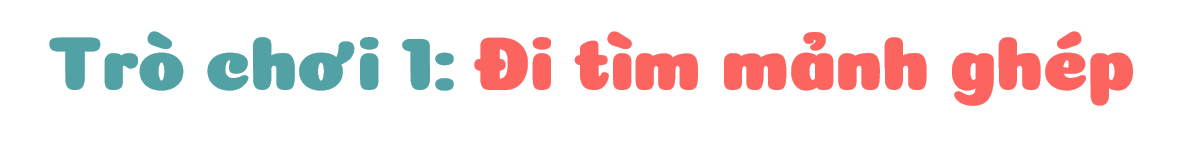 Trò chơi 1: Đi tìm mảnh ghép